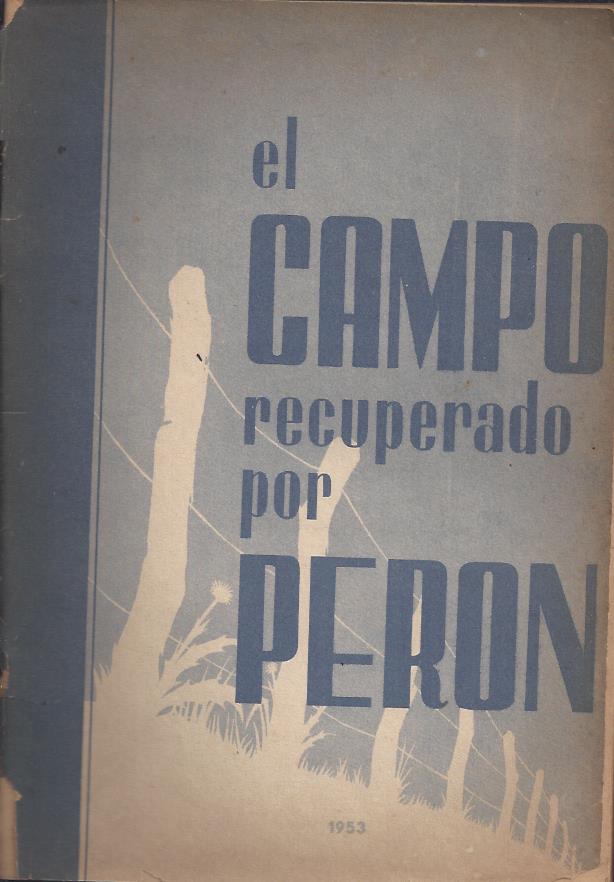 el
CAMPO
recuperado
por
PERON
1953